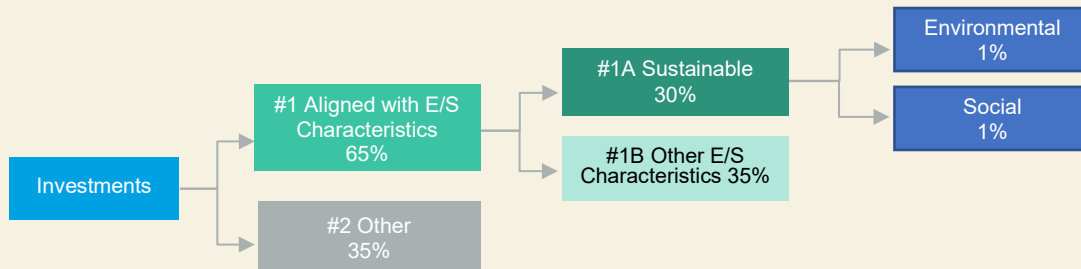 Investments
#1 Aligned with E/S
Characteristics
65%
#2 Other
35%
#1A Sustainable
30%
#1B Other E/S
Characteristics 35%
Environmental
1%
Social
1%